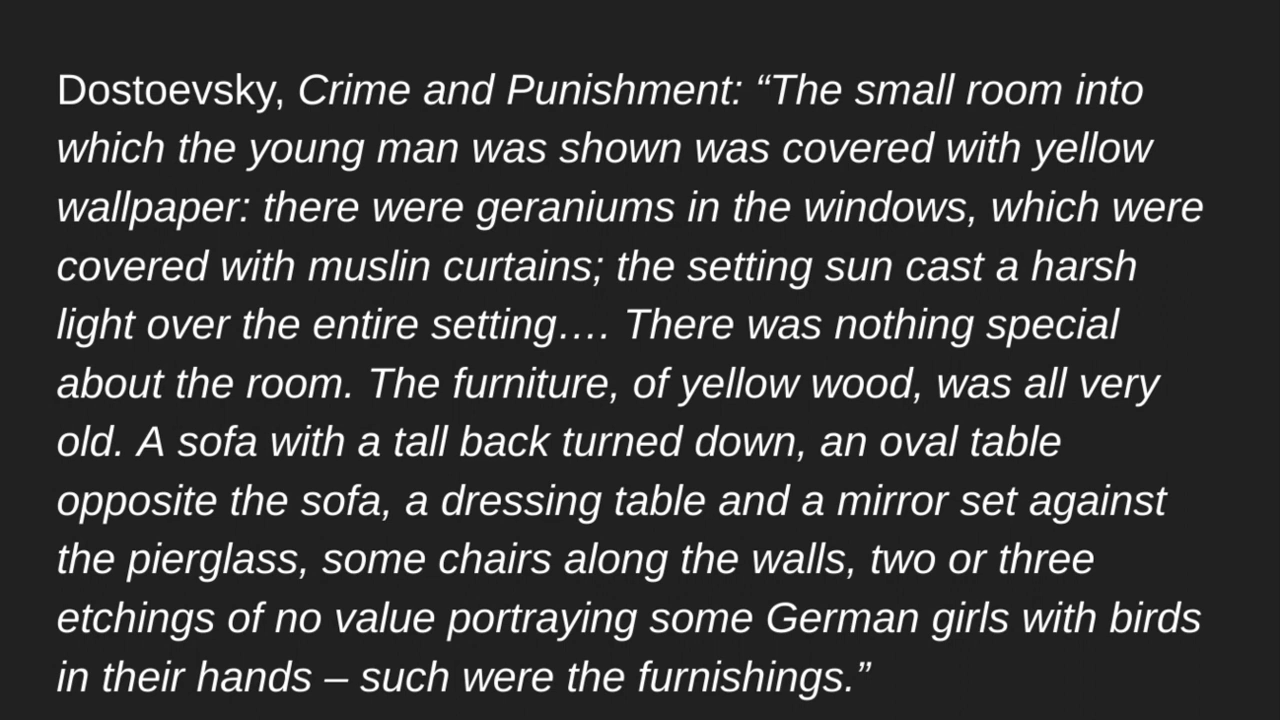 Dostoevsky, Crime and Punishment: “The small room into
which the young man was shown was covered with yellow
wallpaper: there were geraniums in the windows, which were
covered with muslin curtains; the setting sun cast a harsh
light over the entire setting…. There was nothing special
about the room. The furniture, of yellow wood, was all very
old. A sofa with a tall back turned down, an oval table
opposite the sofa, a dressing table and a mirror set against
the pierglass, some chairs along the walls, two or three
etchings of no value portraying some German girls with birds
in their hands – such were the furnishings.”